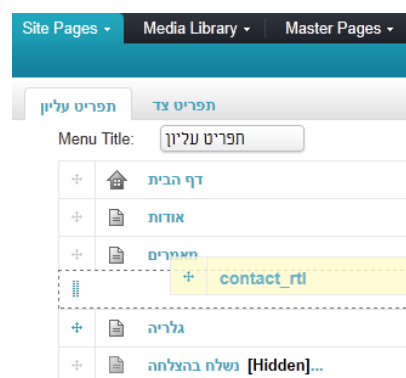 Site Pages Media Library Master Pages
תפריט עליון תפריט צד
Menu Title: תפריט עליון
דף הבית
אודות
מאמרים
contact_rtl
גלריה
נשלח בהצלחה [Hidden]...